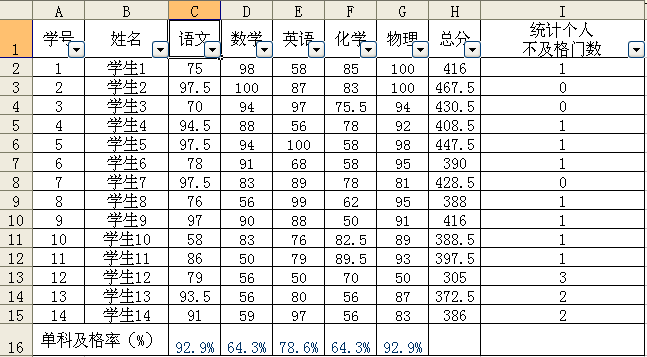 A B C D E F G H I
1 学号 姓名 语文 数学 英语 化学 物理 总分 统计个人
不及格门数
2 1 学生1 75 98 58 85 100 416 1
3 2 学生2 97.5 100 87 83 100 467.5 0
4 3 学生3 70 94 97 75.5 94 430.5 0
5 4 学生4 94.5 88 56 78 92 408.5 1
6 5 学生5 97.5 94 100 58 98 447.5 1
7 6 学生6 78 91 68 58 95 390 1
8 7 学生7 97.5 83 89 78 81 428.5 0
9 8 学生8 76 56 99 62 95 388 1
10 9 学生9 97 90 88 50 91 416 1
11 10 学生10 58 83 76 82.5 89 388.5 1
12 11 学生11 86 50 79 89.5 93 397.5 1
13 12 学生12 79 56 50 70 50 305 3
14 13 学生13 93.5 56 80 56 87 372.5 2
15 14 学生14 91 59 97 56 83 386 2
16 单科及格率（%） 92.9% 64.3% 78.6% 64.3% 92.9%